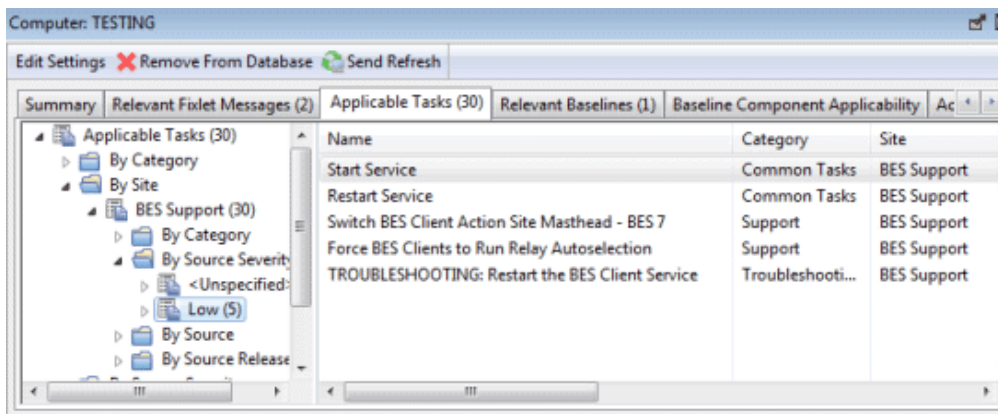 Computer: TESTING
Edit Settings Remove From Database Send Refresh
Summary Relevant Fixlet Messages (2) Applicable Tasks (30) Relevant Baselines (1) Baseline Component Applicability Ac
Applicable Tasks (30)
By Category
By Site
BES Support (30)
By Category
By Source Severity
<Unspecified>
Low (5)
By Source
By Source Release
Name Category Site
Start Service Common Tasks BES Support
Restart Service Common Tasks BES Support
Switch BES Client Action Site Masthead - BES 7 Support BES Support
Force BES Clients to Run Relay Autoselection Support BES Support
TROUBLESHOOTING: Restart the BES Client Service Troubleshooti... BES Support